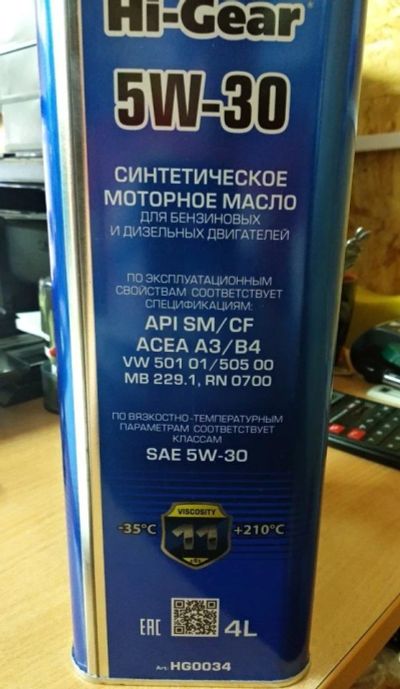 Hi-Gear®
5W-30
СИНТЕТИЧЕСКОЕ
МОТОРНОЕ МАСЛО
ДЛЯ БЕНЗИНОВЫХ
И ДИЗЕЛЬНЫХ ДВИГАТЕЛЕЙ
ПО ЭКСПЛУАТАЦИОННЫМ
СВОЙСТВАМ СООТВЕТСТВУЕТ
СПЕЦИФИКАЦИЯМ:
API SM/CF
ACEA A3/B4
VW 501 01/505 00
MB 229.1, RN 0700
ПО ВЯЗКОСТНО-ТЕМПЕРАТУРНЫМ
ПАРАМЕТРАМ СООТВЕТСТВУЕТ
КЛАССАМ
SAE 5W-30
VISCOSITY
-35°C 11 +210°C
EAC 4L
Art: HG0034